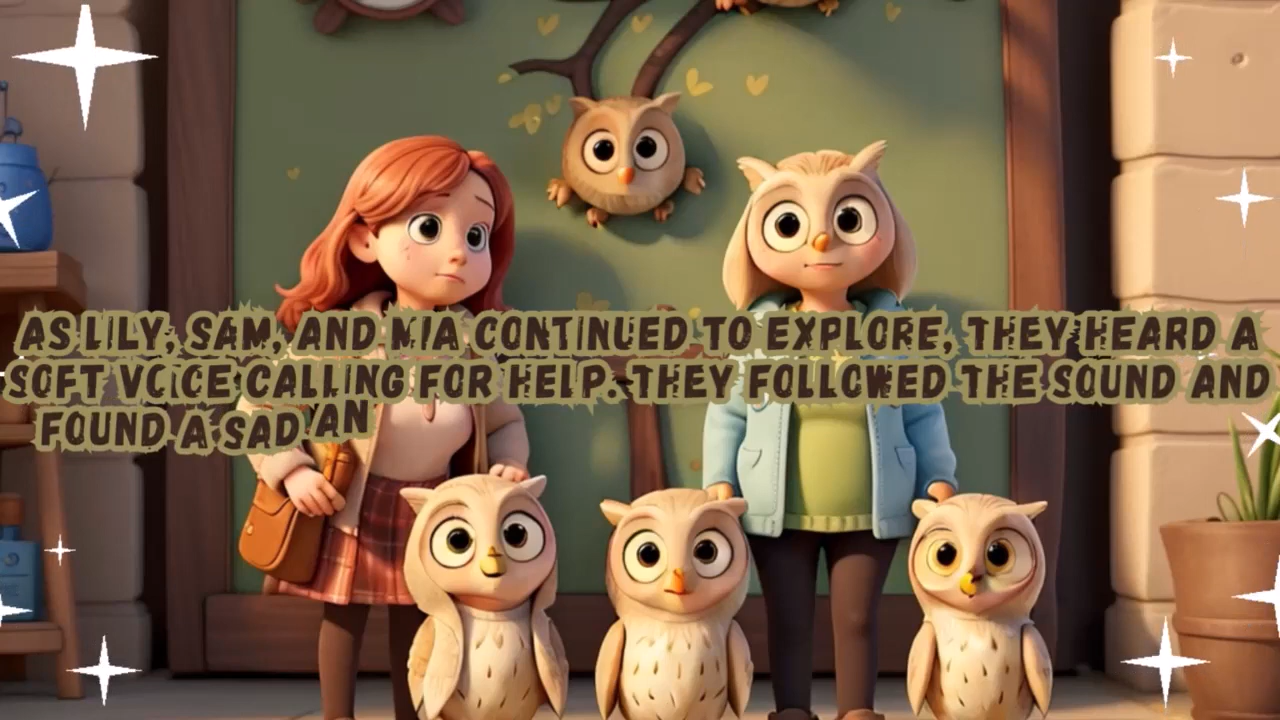 AS LILY, SAM, AND MIA CONTINUED TO EXPLORE, THEY HEARD A
SOFT VOICE CALLING FOR HELP. THEY FOLLOWED THE SOUND AND
FOUND A SAD AN